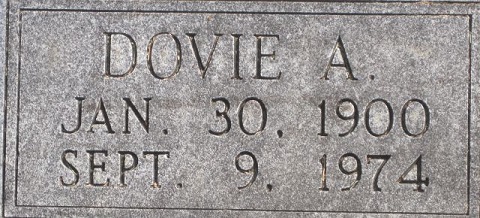 DOVIE A.
JAN. 30, 1900
SEPT. 9, 1974